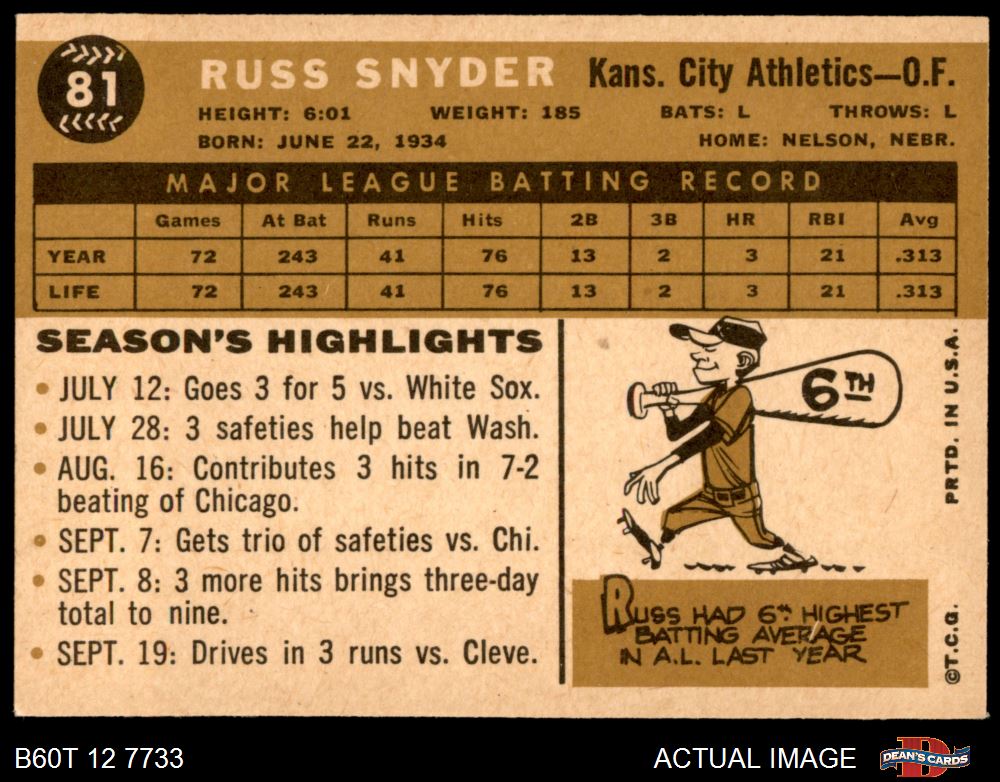 81
RUSS SNYDER
Kans. City Athletics—O.F.
HEIGHT: 6:01 WEIGHT: 185 BATS: L THROWS: L
BORN: JUNE 22, 1934 HOME: NELSON, NEBR.
MAJOR LEAGUE BATTING RECORD
Games At Bat Runs Hits 2B 3B HR RBI Avg
YEAR 72 243 41 76 13 2 3 21 .313
LIFE 72 243 41 76 13 2 3 21 .313
SEASON'S HIGHLIGHTS
• JULY 12: Goes 3 for 5 vs. White Sox.
• JULY 28: 3 safeties help beat Wash.
• AUG. 16: Contributes 3 hits in 7-2
beating of Chicago.
• SEPT. 7: Gets trio of safeties vs. Chi.
• SEPT. 8: 3 more hits brings three-day
total to nine.
• SEPT. 19: Drives in 3 runs vs. Cleve.
6TH
RUSS HAD 6TH HIGHEST
BATTING AVERAGE
IN A.L. LAST YEAR
©T.C.G. PRTD. IN U.S.A.
B60T 12 7733
ACTUAL IMAGE
DEAN'S CARDS